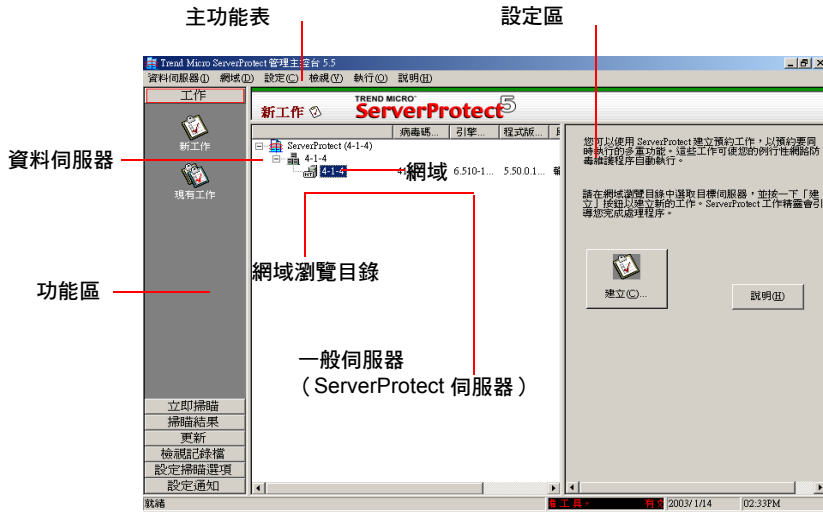 主功能表
設定區
Trend Micro ServerProtect 管理主控台 5.5
資料伺服器(I) 網域(D) 設定(C) 檢視(V) 執行(O) 說明(H)
工作
新工作
現有工作
新工作
TREND MICRO
ServerProtect 5
病毒碼... 引擎... 程式版...
ServerProtect (4-1-4)
4-1-4
4-1-4
6.510-1... 5.50.0.1...
資料伺服器
網域
網域瀏覽目錄
功能區
一般伺服器
（ServerProtect 伺服器）
您可以使用 ServerProtect 建立預約工作，以預約要同
時執行的多重功能。這些工作可使您的例行性網路防
毒維護程序自動執行。
請在網域瀏覽目錄中選取目標伺服器，並按一下「建
立」按鈕以建立新的工作。ServerProtect 工作精靈會引
導您完成處理程序。
建立(C)...
說明(H)
立即掃瞄
掃瞄結果
更新
檢視記錄檔
設定掃瞄選項
設定通知
就緒
2003/ 1/14
02:33PM